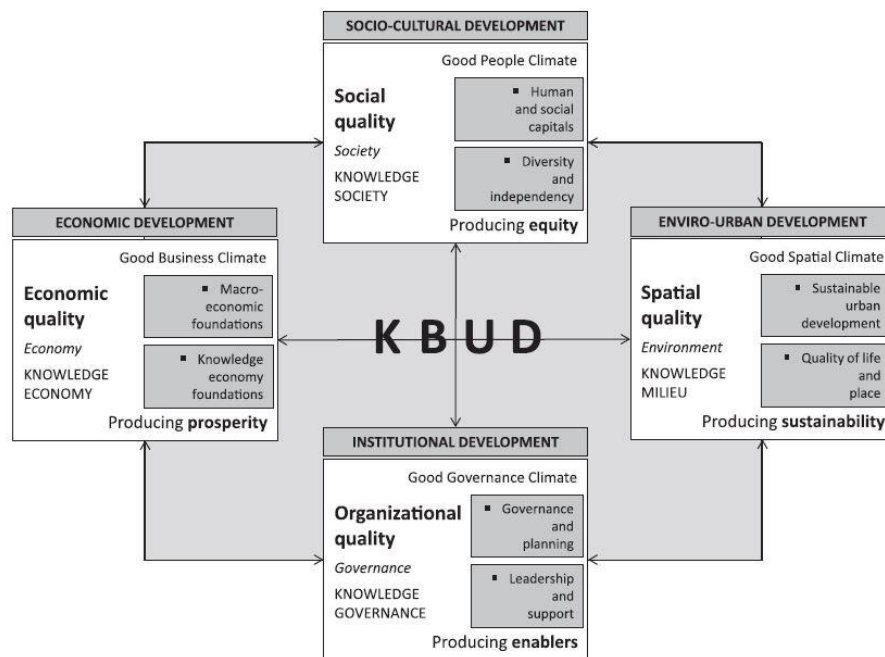 SOCIO-CULTURAL DEVELOPMENT
Good People Climate
Social
quality
Society
KNOWLEDGE
SOCIETY
▪ Human
and social
capitals
▪ Diversity
and
independency
Producing equity
ECONOMIC DEVELOPMENT
Good Business Climate
Economic
quality
Economy
KNOWLEDGE
ECONOMY
▪ Macro-
economic
foundations
▪ Knowledge
economy
foundations
Producing prosperity
KBUD
ENVIRO-URBAN DEVELOPMENT
Good Spatial Climate
Spatial
quality
Environment
KNOWLEDGE
MILIEU
▪ Sustainable
urban
development
▪ Quality of life
and
place
Producing sustainability
INSTITUTIONAL DEVELOPMENT
Good Governance Climate
Organizational
quality
Governance
KNOWLEDGE
GOVERNANCE
▪ Governance
and
planning
▪ Leadership
and
support
Producing enablers